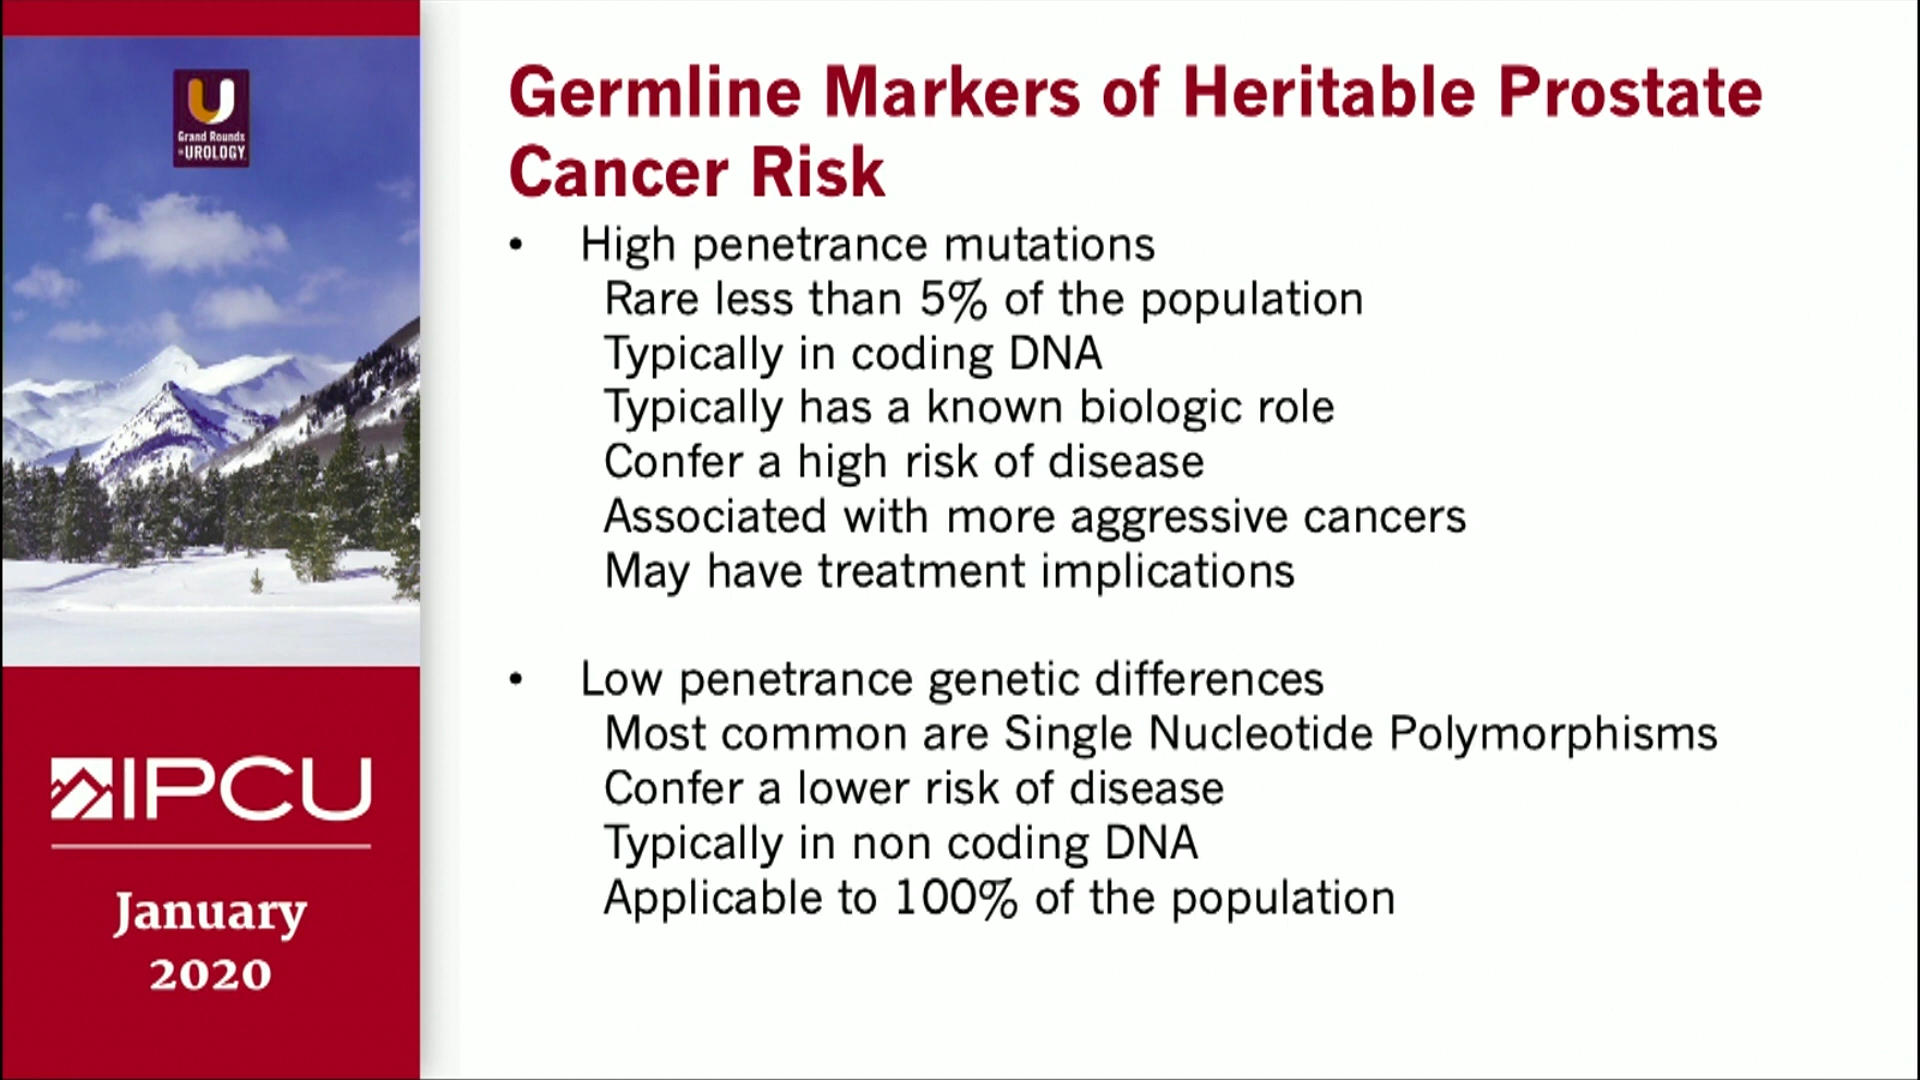 Grand Rounds
in UROLOGY
IPCU
January
2020
Germline Markers of Heritable Prostate
Cancer Risk
• High penetrance mutations
Rare less than 5% of the population
Typically in coding DNA
Typically has a known biologic role
Confer a high risk of disease
Associated with more aggressive cancers
May have treatment implications
• Low penetrance genetic differences
Most common are Single Nucleotide Polymorphisms
Confer a lower risk of disease
Typically in non coding DNA
Applicable to 100% of the population